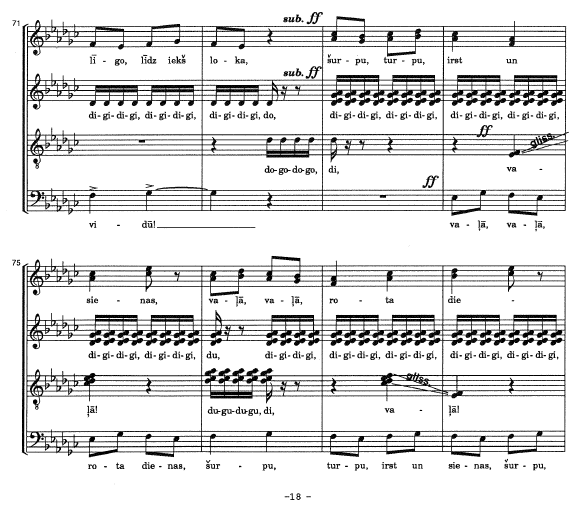 71
sub. ff
lī - go, līdz iekš lo - ka, šur - pu, tur - pu, irst un
sub. ff
di-gi-di-gi, di-gi-di-gi, di-gi-di-gi, do, di-gi-di-gi, di-gi-di-gi, di-gi-di-gi, di-gi-di-gi,
ff gliss.
do-go-do-go, di, va -
ff
vi - dū! va - ļā, va - ļā,
75
sie - nas, va - ļā, va - ļā, ro - ta die -
di-gi-di-gi, di-gi-di-gi, du, di-gi-di-gi, di-gi-di-gi, di-gi-di-gi, di-gi-di-gi, di-gi-di-gi,
gliss.
ļā! du-gu-du-gu, di, va - ļā!
ro - ta die - nas, šur - pu, tur - pu, irst un sie - nas, šur - pu,
-18 -